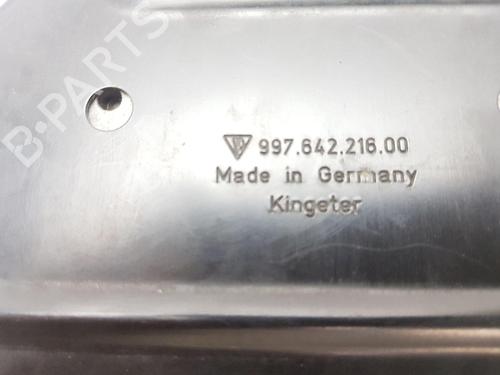 B-PARTS
997.642.216.00
Made in Germany
Kingeter